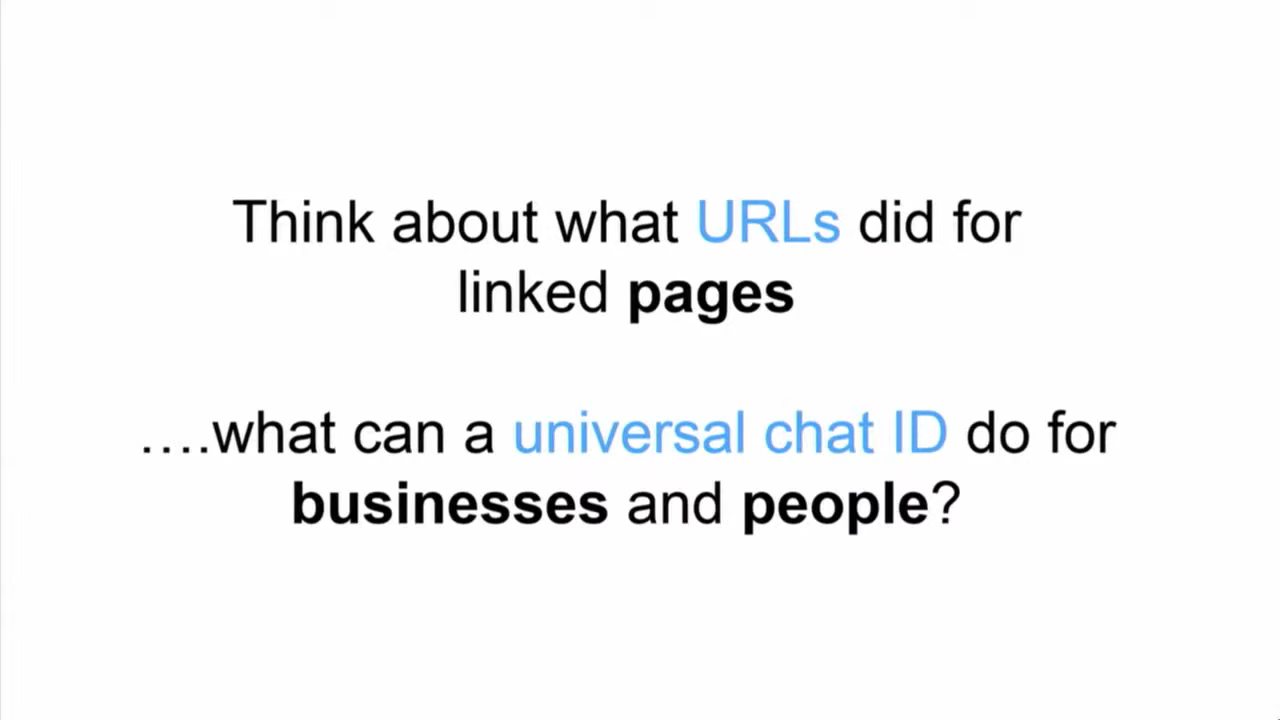 Think about what URLs did for
linked pages
....what can a universal chat ID do for
businesses and people?